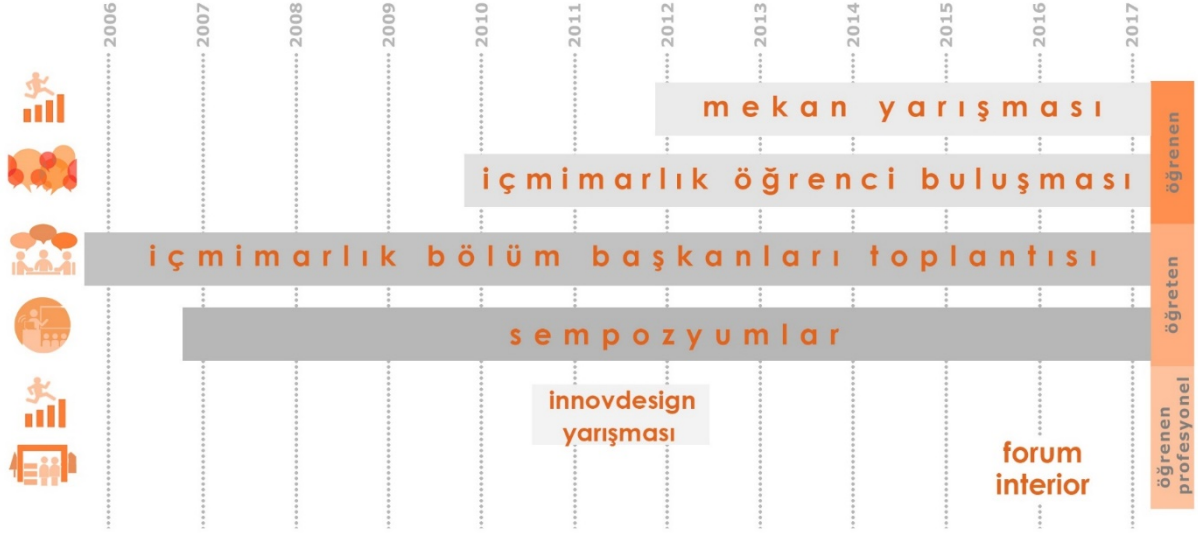 2006 2007 2008 2009 2010 2011 2012 2013 2014 2015 2016 2017
mekan yarışması
içmimarlık öğrenci buluşması
öğrenen
içmimarlık bölüm başkanları toplantısı
sempozyumlar
öğreten
innovdesign
yarışması
forum
interior
öğrenen
profesyonel